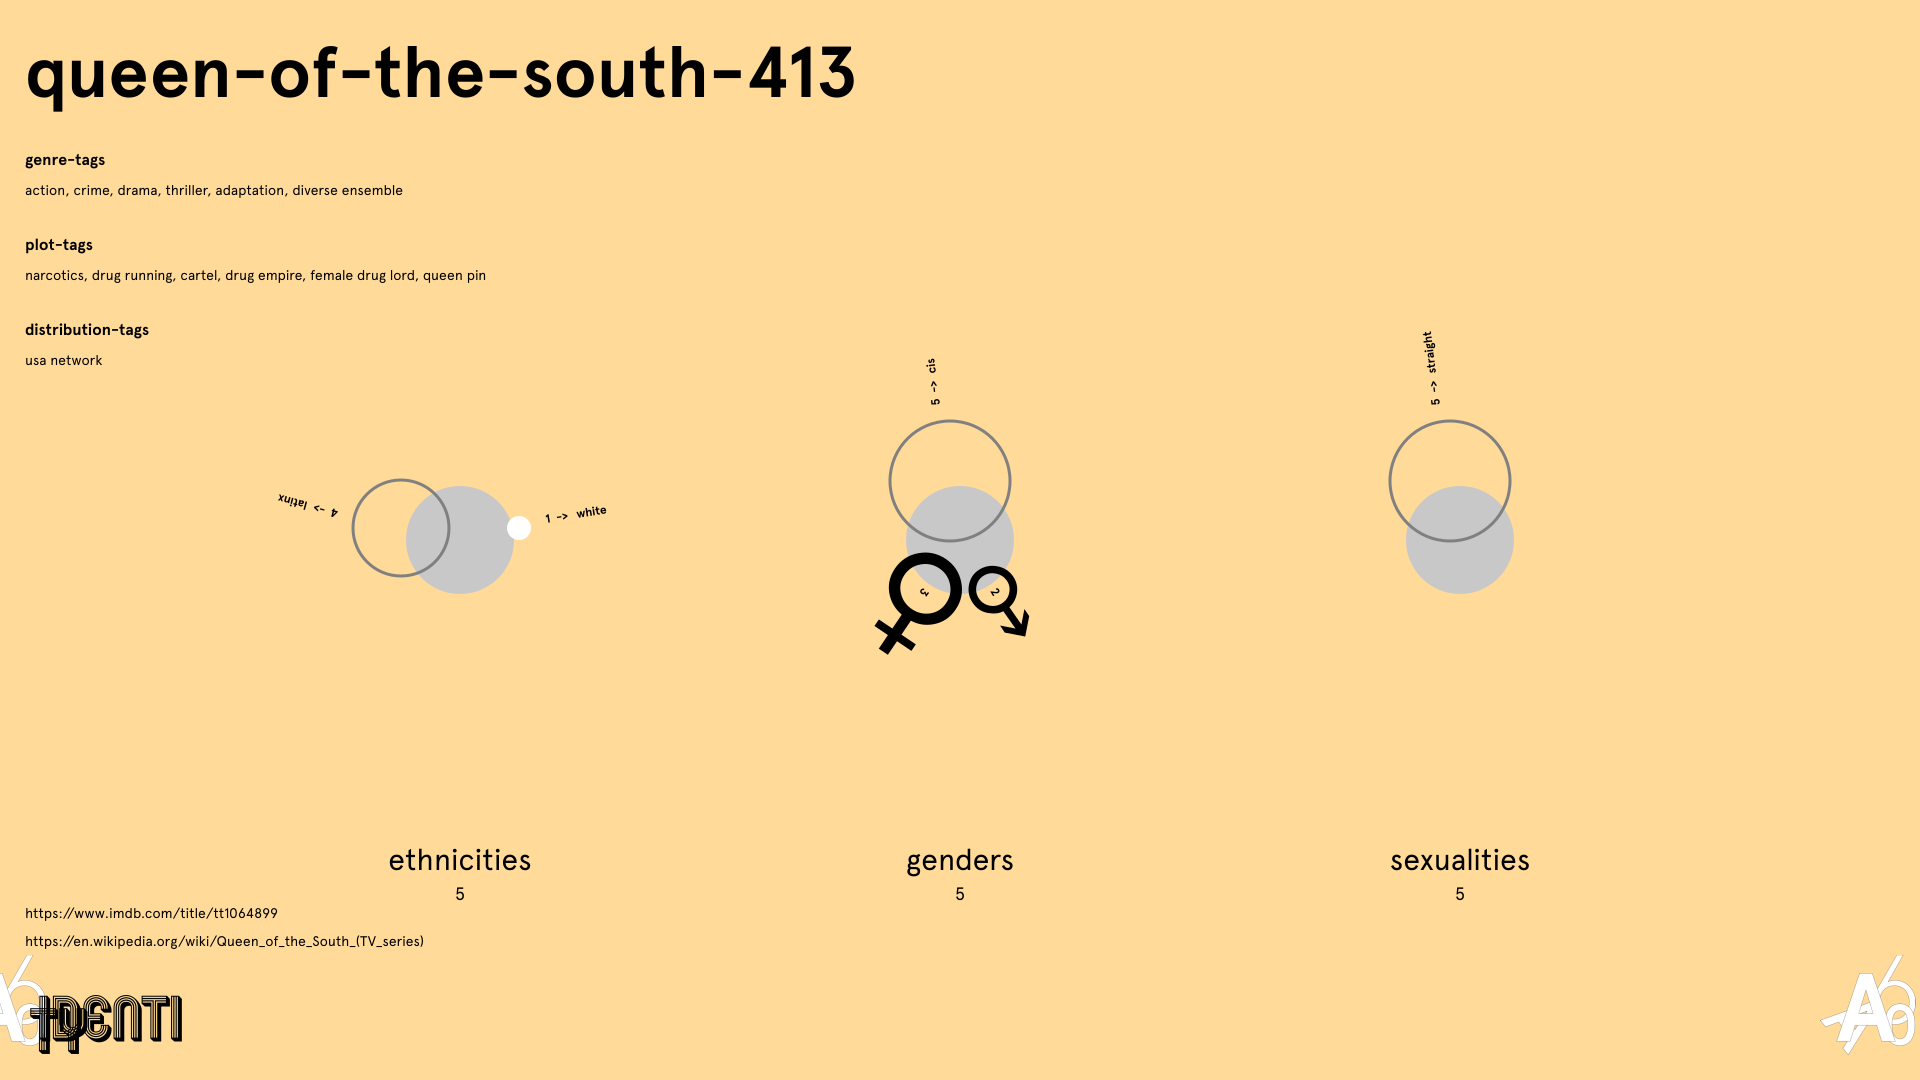 queen-of-the-south-413
genre-tags
action, crime, drama, thriller, adaptation, diverse ensemble
plot-tags
narcotics, drug running, cartel, drug empire, female drug lord, queen pin
distribution-tags
usa network
4 -> latinx
1 -> white
5 -> cis
3
2
5 -> straight
ethnicities
5
genders
5
sexualities
5
https://www.imdb.com/title/tt1064899
https://en.wikipedia.org/wiki/Queen_of_the_South_(TV_series)
IDENTI